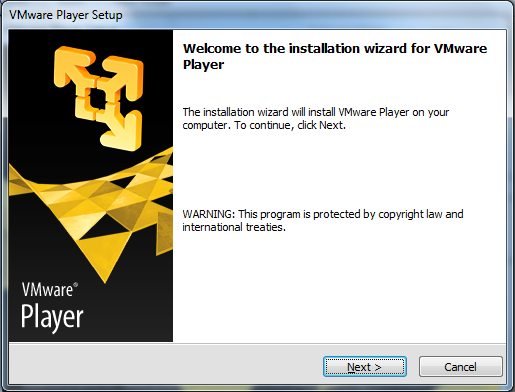 VMware Player Setup
Welcome to the installation wizard for VMware
Player
The installation wizard will install VMware Player on your
computer. To continue, click Next.
WARNING: This program is protected by copyright law and
international treaties.
VMware®
Player
Next >
Cancel